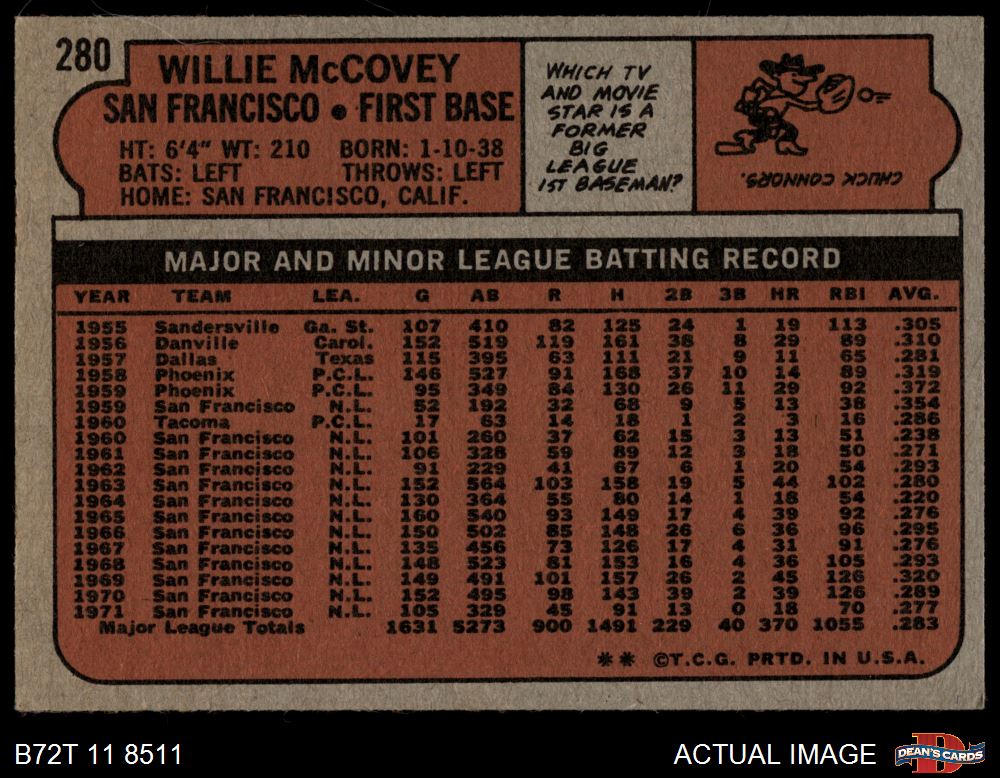 280
WILLIE McCOVEY
SAN FRANCISCO • FIRST BASE
HT: 6'4" WT: 210 BORN: 1-10-38
BATS: LEFT THROWS: LEFT
HOME: SAN FRANCISCO, CALIF.
WHICH TV
AND MOVIE
STAR IS A
FORMER
BIG
LEAGUE
1ST BASEMAN?
CHUCK CONNORS.
MAJOR AND MINOR LEAGUE BATTING RECORD
YEAR TEAM LEA. G AB R H 2B 3B HR RBI AVG.
1955 Sandersville Ga. St. 107 410 82 125 24 1 19 113 .305
1956 Danville Carol. 152 519 119 161 38 8 29 89 .310
1957 Dallas Texas 115 395 63 111 21 9 11 65 .281
1958 Phoenix P.C.L. 146 527 91 168 37 10 14 89 .319
1959 Phoenix P.C.L. 95 349 84 130 26 11 29 92 .372
1959 San Francisco N.L. 52 192 32 68 9 5 13 38 .354
1960 Tacoma P.C.L. 17 63 14 18 1 2 3 16 .286
1960 San Francisco N.L. 101 260 37 62 15 3 13 51 .238
1961 San Francisco N.L. 106 328 59 89 12 3 18 50 .271
1962 San Francisco N.L. 91 229 41 67 6 1 20 54 .293
1963 San Francisco N.L. 152 564 103 158 19 5 44 102 .280
1964 San Francisco N.L. 130 364 55 80 14 1 18 54 .220
1965 San Francisco N.L. 160 540 93 149 17 4 39 92 .276
1966 San Francisco N.L. 150 502 85 148 26 6 36 96 .295
1967 San Francisco N.L. 135 456 73 126 17 4 31 91 .276
1968 San Francisco N.L. 148 523 81 153 16 4 36 105 .293
1969 San Francisco N.L. 149 491 101 157 26 2 45 126 .320
1970 San Francisco N.L. 152 495 98 143 39 2 39 126 .289
1971 San Francisco N.L. 105 329 45 91 13 0 18 70 .277
Major League Totals 1631 5273 900 1491 229 40 370 1055 .283
** ©T.C.G. PRTD. IN U.S.A.
B72T 11 8511
ACTUAL IMAGE
D
DEAN'S CARDS